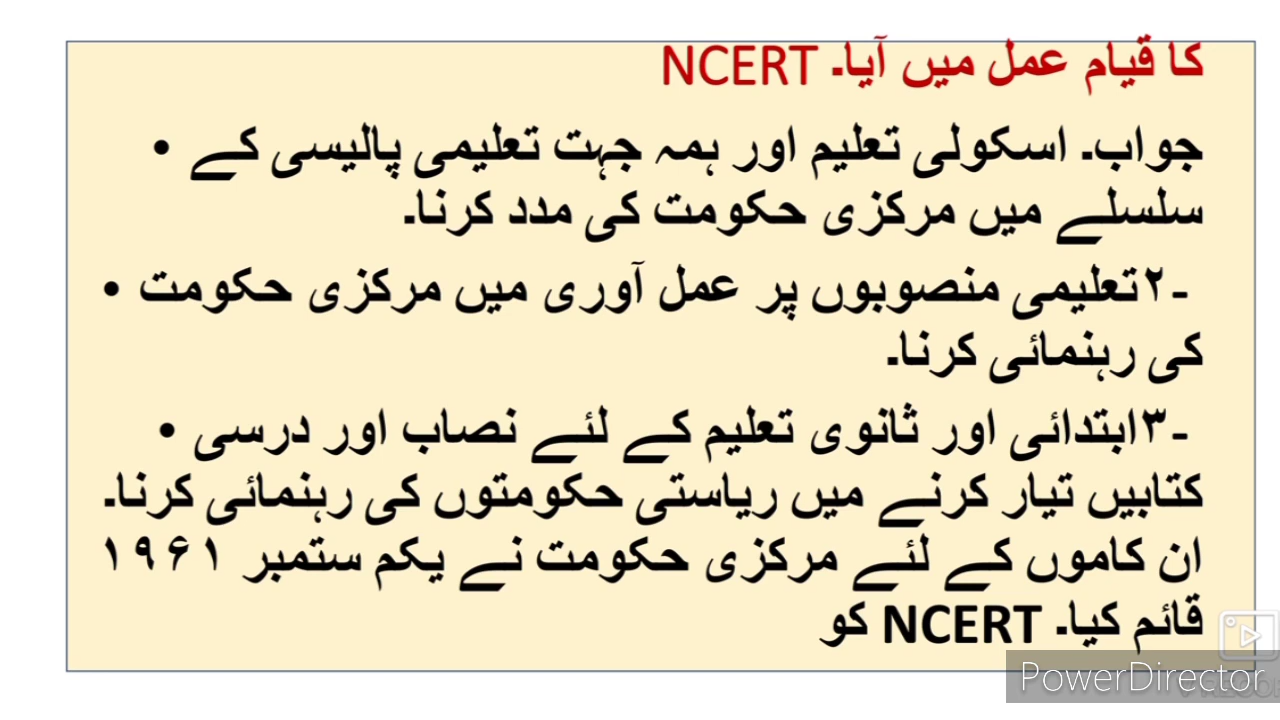 NCERT کا قیام عمل میں آیا۔
• جواب۔ اسکولی تعلیم اور ہمہ جہت تعلیمی پالیسی کے
سلسلے میں مرکزی حکومت کی مدد کرنا۔
• ۲۔تعلیمی منصوبوں پر عمل آوری میں مرکزی حکومت
کی رہنمائی کرنا۔
• ۳۔ابتدائی اور ثانوی تعلیم کے لئے نصاب اور درسی
کتابیں تیار کرنے میں ریاستی حکومتوں کی رہنمائی کرنا۔
ان کاموں کے لئے مرکزی حکومت نے یکم ستمبر ۱۹۶۱
کو NCERT قائم کیا۔
PowerDirector